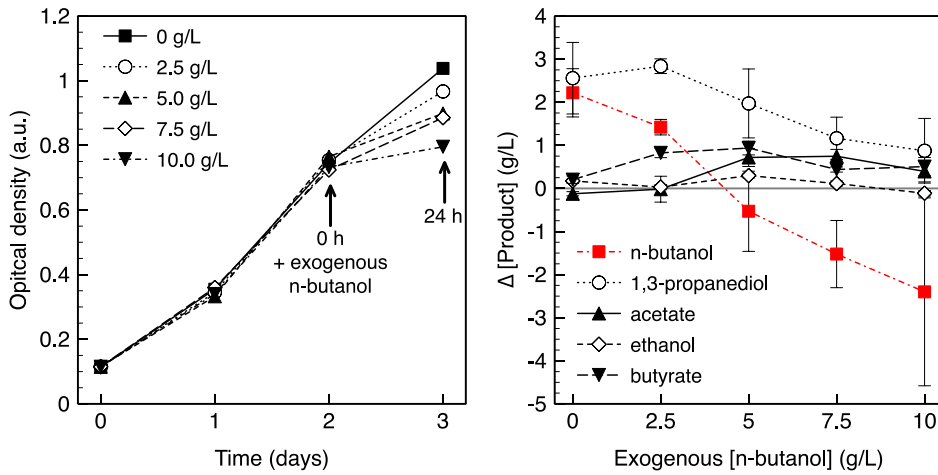 1.2
1
0.8
0.6
0.4
0.2
0
Opitcal density (a.u.)
0 g/L
2.5 g/L
5.0 g/L
7.5 g/L
10.0 g/L
0 h
+ exogenous
n-butanol
24 h
0 1 2 3
Time (days)
4
3
2
1
0
-1
-2
-3
-4
-5
Δ [Product] (g/L)
n-butanol
1,3-propanediol
acetate
ethanol
butyrate
0 2.5 5 7.5 10
Exogenous [n-butanol] (g/L)